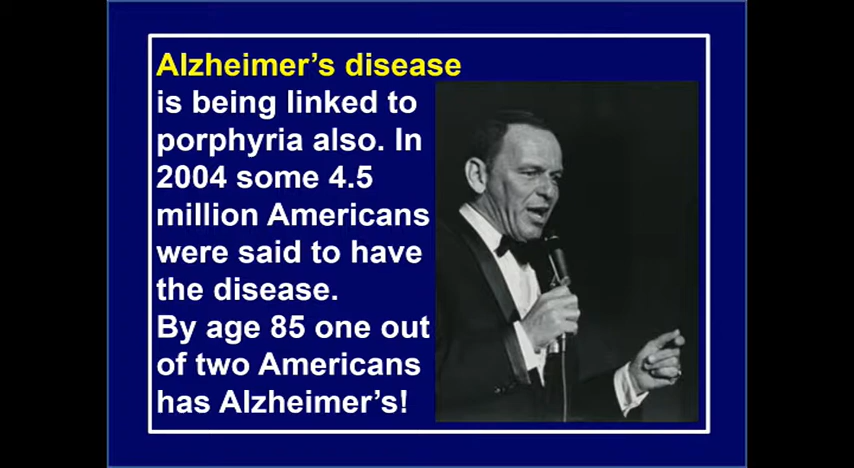 Alzheimer's disease
is being linked to
porphyria also. In
2004 some 4.5
million Americans
were said to have
the disease.
By age 85 one out
of two Americans
has Alzheimer's!